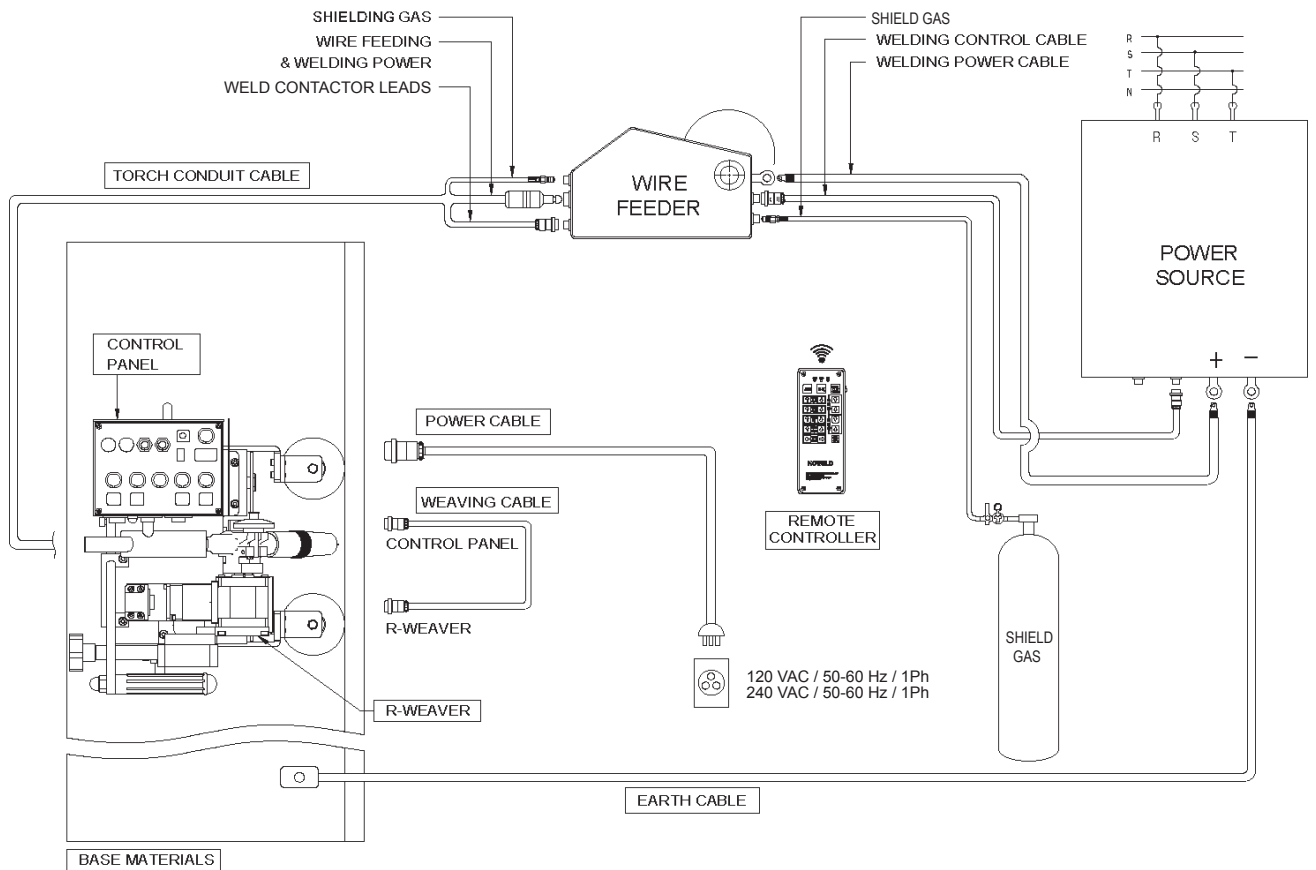 SHIELDING GAS
WIRE FEEDING
& WELDING POWER
WELD CONTACTOR LEADS
SHIELD GAS
WELDING CONTROL CABLE
WELDING POWER CABLE
R
S
T
N
R S T
TORCH CONDUIT CABLE
WIRE
FEEDER
POWER
SOURCE
+ −
CONTROL
PANEL
POWER CABLE
WEAVING CABLE
CONTROL PANEL
R-WEAVER
REMOTE
CONTROLLER
SHIELD
GAS
120 VAC / 50-60 Hz / 1Ph
240 VAC / 50-60 Hz / 1Ph
R-WEAVER
EARTH CABLE
BASE MATERIALS